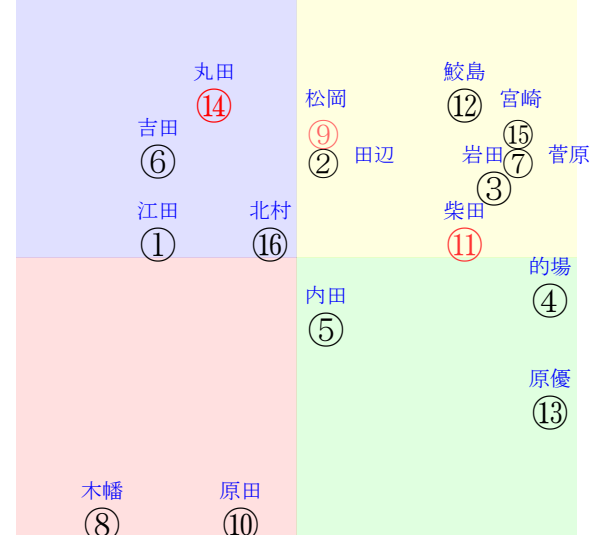 丸田
⑭
鮫島
⑫
松岡
⑨
宮崎
⑮
吉田
⑥
②
田辺
岩田
⑦
菅原
③
江田
①
北村
⑯
柴田
⑪
的場
④
内田
⑤
原優
⑬
木幡
⑧
原田
⑩